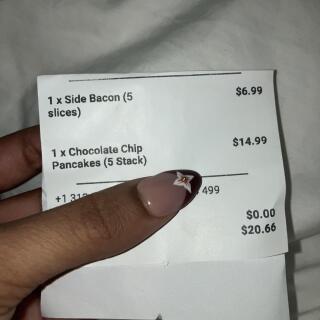 1 x Side Bacon (5 $6.99
slices)
1 x Chocolate Chip $14.99
Pancakes (5 Stack)
499
$0.00
$20.66